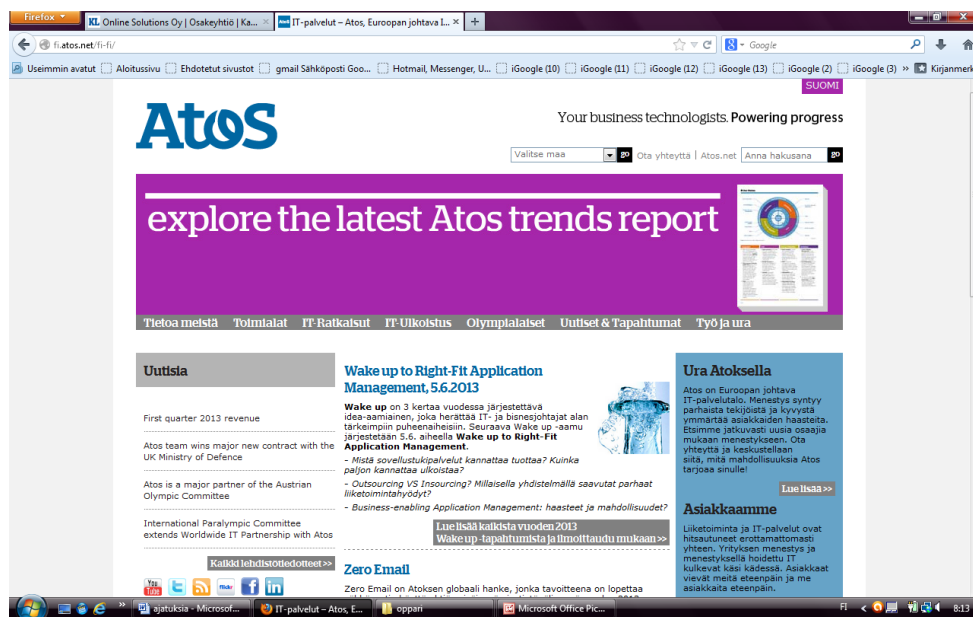 Firefox
KL Online Solutions Oy | Osakeyhtiö | Ka...
IT-palvelut – Atos, Euroopan johtava I...
fi.atos.net/fi-fi/
Google
Useimmin avatut Aloitussivu Ehdotetut sivustot gmail Sähköposti Goo... Hotmail, Messenger, U... iGoogle (10) iGoogle (11) iGoogle (12) iGoogle (13) iGoogle (2) iGoogle (3) » Kirjanmerk
SUOMI
Atos
Your business technologists. Powering progress
Valitse maa go Ota yhteyttä | Atos.net Anna hakusana go
explore the latest Atos trends report
Tietoa meistä Toimialat IT-Ratkaisut IT-Ulkoistus Olympialaiset Uutiset & Tapahtumat Työ ja ura
Uutisia
First quarter 2013 revenue
Atos team wins major new contract with the
UK Ministry of Defence
Atos is a major partner of the Austrian
Olympic Committee
International Paralympic Committee
extends Worldwide IT Partnership with Atos
Kaikki lehdistötiedotteet >>
You Tube flickr f in
Wake up to Right-Fit Application
Management, 5.6.2013
Wake up on 3 kertaa vuodessa järjestettävä
idea-aamiainen, joka herättää IT- ja bisnesjohtajat alan
tärkeimpiin puheenaiheisiin. Seuraava Wake up -aamu
järjestetään 5.6. aiheella Wake up to Right-Fit
Application Management.
- Mistä sovellustukipalvelut kannattaa tuottaa? Kuinka
paljon kannattaa ulkoistaa?
- Outsourcing VS Insourcing? Millaisella yhdistelmällä saavutat parhaat
liiketoimintahyödyt?
- Business-enabling Application Management: haasteet ja mahdollisuudet?
Lue lisää kaikista vuoden 2013
Wake up -tapahtumista ja ilmoittaudu mukaan >>
Zero Email
Zero Email on Atoksen globaali hanke, jonka tavoitteena on lopettaa
Ura Atoksella
Atos on Euroopan johtava
IT-palvelutalo. Menestys syntyy
parhaista tekijöistä ja kyvystä
ymmärtää asiakkaiden haasteita.
Etsimme jatkuvasti uusia osaajia
mukaan menestykseen. Ota
yhteyttä ja keskustellaan
siitä, mitä mahdollisuuksia Atos
tarjoaa sinulle!
Lue lisää >>
Asiakkaamme
Liiketoiminta ja IT-palvelut ovat
hitsautuneet erottamattomasti
yhteen. Yrityksen menestys ja
menestyksellä hoidettu IT
kulkevat käsi kädessä. Asiakkaat
vievät meitä eteenpäin ja me
asiakkaita eteenpäin.
» ajatuksia - Microsof... IT-palvelut – Atos, E... oppari Microsoft Office Pic... FI < 8:13